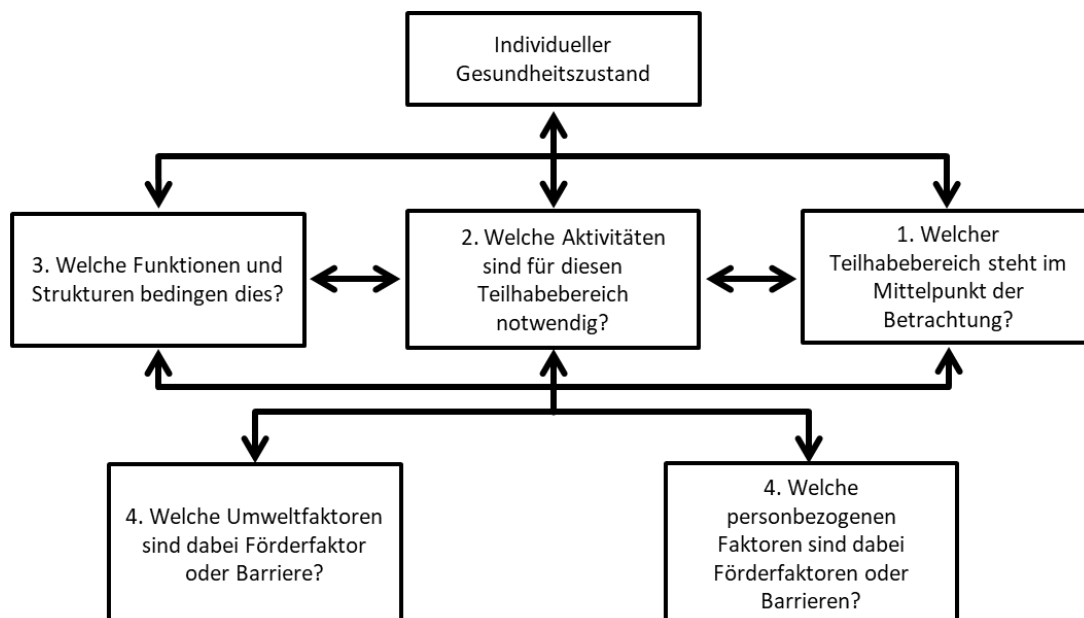 Individueller
Gesundheitszustand
3. Welche Funktionen und
Strukturen bedingen dies?
2. Welche Aktivitäten
sind für diesen
Teilhabebereich
notwendig?
1. Welcher
Teilhabebereich steht im
Mittelpunkt der
Betrachtung?
4. Welche Umweltfaktoren
sind dabei Förderfaktor
oder Barriere?
4. Welche
personbezogenen
Faktoren sind dabei
Förderfaktoren oder
Barrieren?